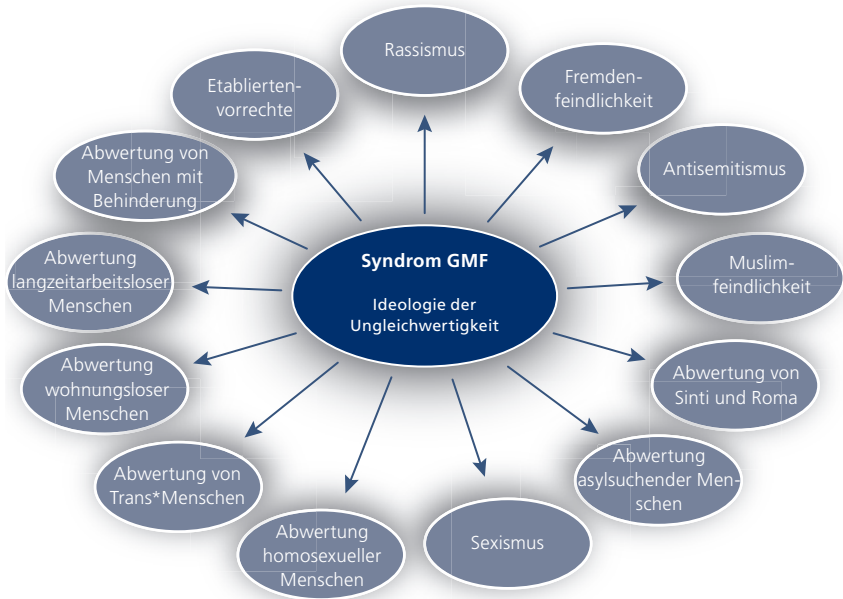 Rassismus
Fremden-
feindlichkeit
Antisemitismus
Muslim-
feindlichkeit
Abwertung von
Sinti und Roma
Abwertung
asylsuchender Men-
schen
Sexismus
Abwertung
homosexueller
Menschen
Abwertung von
Trans*Menschen
Abwertung
wohnungsloser
Menschen
Abwertung
langzeitarbeitsloser
Menschen
Abwertung von
Menschen mit
Behinderung
Etablierten-
vorrechte
Syndrom GMF
Ideologie der
Ungleichwertigkeit